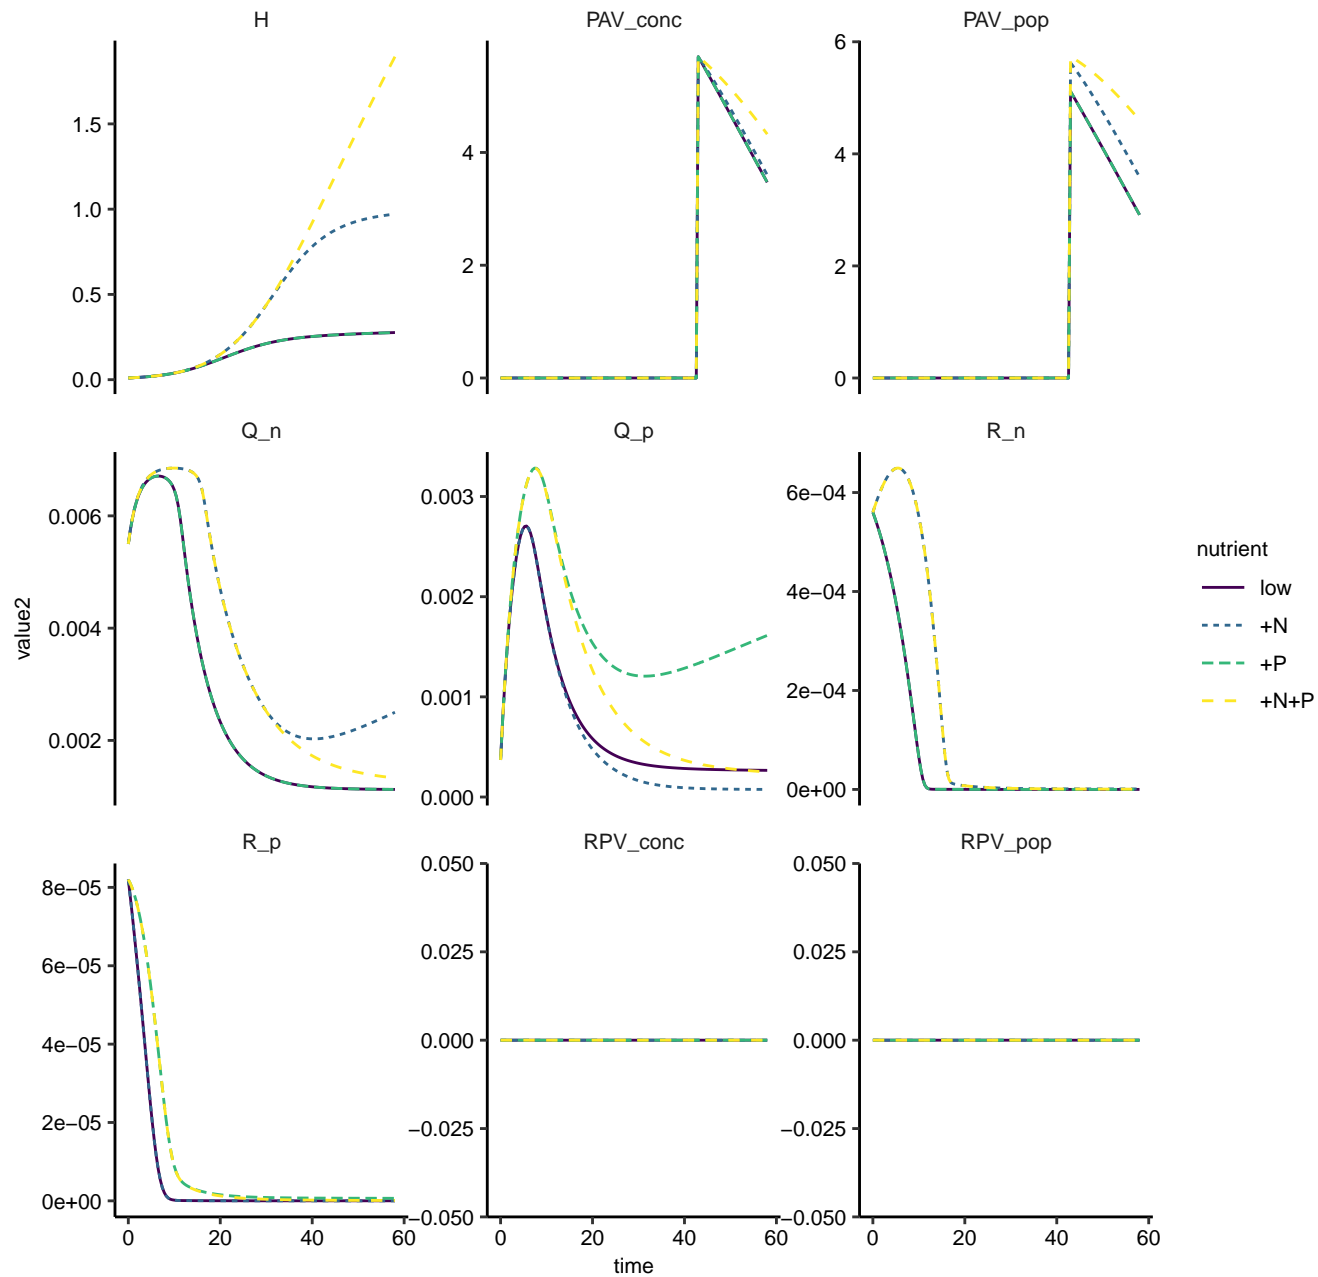 H
PAV_conc
PAV_pop
1.5
1.0
0.5
0.0
4
2
0
6
4
2
0
Q_n
Q_p
R_n
0.006
0.004
0.002
0.003
0.002
0.001
0.000
6e−04
4e−04
2e−04
0e+00
R_p
RPV_conc
RPV_pop
8e−05
6e−05
4e−05
2e−05
0e+00
0.050
0.025
0.000
−0.025
−0.050
0.050
0.025
0.000
−0.025
−0.050
0 20 40 60
0 20 40 60
0 20 40 60
time
value2
nutrient
low
+N
+P
+N+P